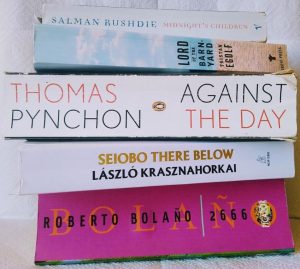 SALMAN RUSHDIE MIDNIGHT'S CHILDREN
LORD OF THE BARNYARD TRISTAN EGOLF
THOMAS AGAINST
PYNCHON THE DAY
SEIOBO THERE BELOW
LÁSZLÓ KRASZNAHORKAI
BOLAÑO
ROBERTO BOLAÑO | 2666